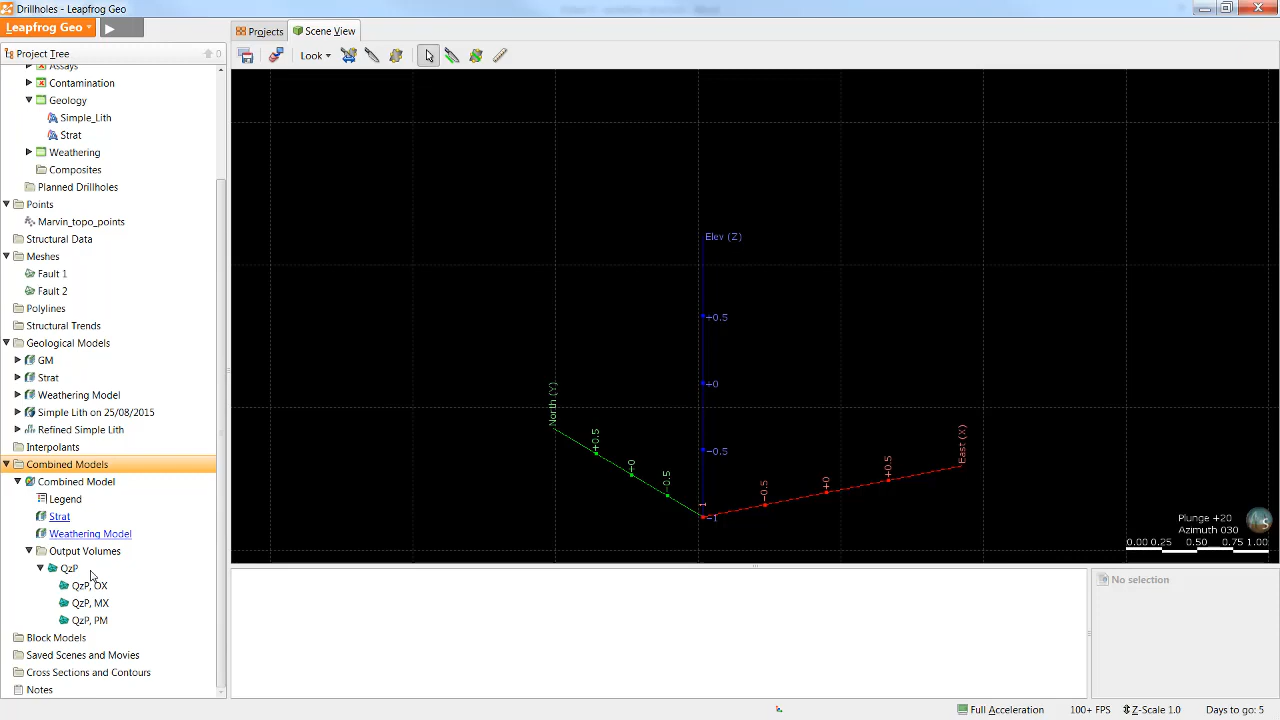 Drillholes - Leapfrog Geo
Leapfrog Geo
Project Tree
0
Assays
Contamination
Geology
Simple_Lith
Strat
Weathering
Composites
Planned Drillholes
Points
Marvin_topo_points
Structural Data
Meshes
Fault 1
Fault 2
Polylines
Structural Trends
Geological Models
GM
Strat
Weathering Model
Simple Lith on 25/08/2015
Refined Simple Lith
Interpolants
Combined Models
Combined Model
Legend
Strat
Weathering Model
Output Volumes
QzP
QzP, OX
QzP, MX
QzP, PM
Block Models
Saved Scenes and Movies
Cross Sections and Contours
Notes
Projects
Scene View
Look
Elev (Z)
+0.5
+0
-0.5
-1
North (Y)
+0.5
+0
-0.5
1
East (X)
+0.5
+0
-0.5
Plunge +20
Azimuth 030
0.00 0.25 0.50 0.75 1.00
No selection
Full Acceleration
100+ FPS
Z-Scale 1.0
Days to go: 5